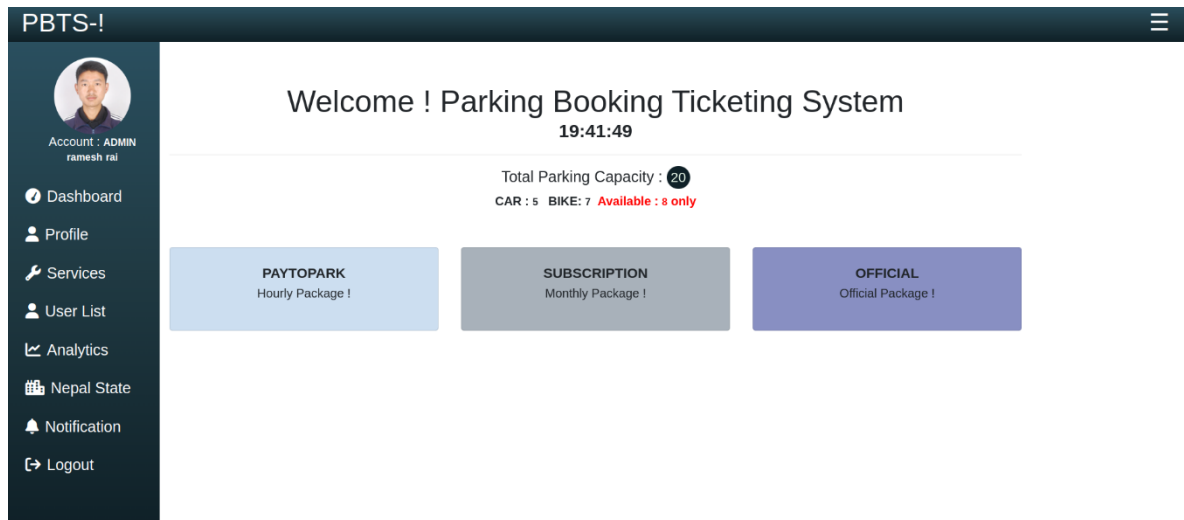 PBTS-!
☰
Account : ADMIN
ramesh rai
Dashboard
Profile
Services
User List
Analytics
Nepal State
Notification
Logout
Welcome ! Parking Booking Ticketing System
19:41:49
Total Parking Capacity : 20
CAR : 5 BIKE: 7 Available : 8 only
PAYTOPARK
Hourly Package !
SUBSCRIPTION
Monthly Package !
OFFICIAL
Official Package !